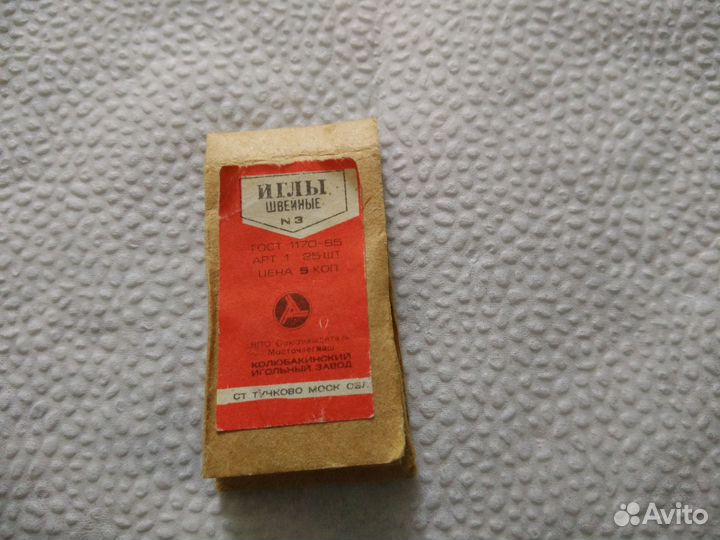 ИГЛЫ
ШВЕЙНЫЕ
N 3
ГОСТ 1170-65
АРТ 1 25 ШТ
ЦЕНА 5 КОП
КОЛЮБАКИНСКИЙ
ИГОЛЬНЫЙ ЗАВОД
СТ ТУЧКОВО МОСК ОБЛ
Avito